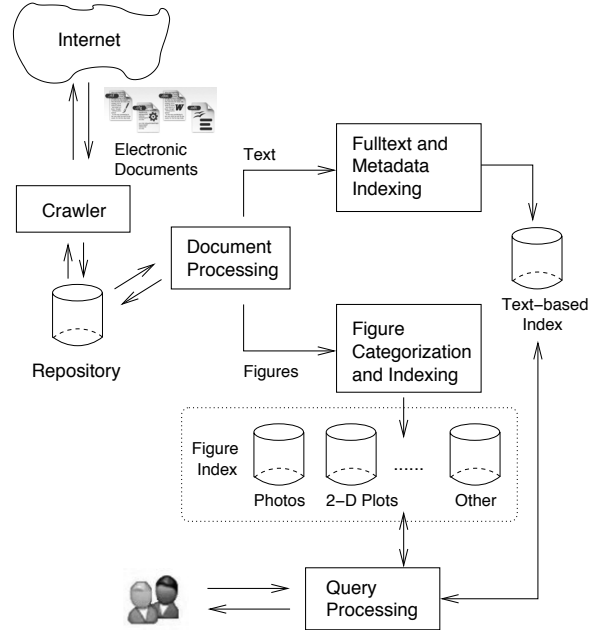 Internet
Electronic
Documents
Text
Fulltext and
Metadata
Indexing
Crawler
Document
Processing
Text-based
Index
Repository
Figures
Figure
Categorization
and Indexing
Figure
Index
......
Photos
2-D Plots
Other
Query
Processing